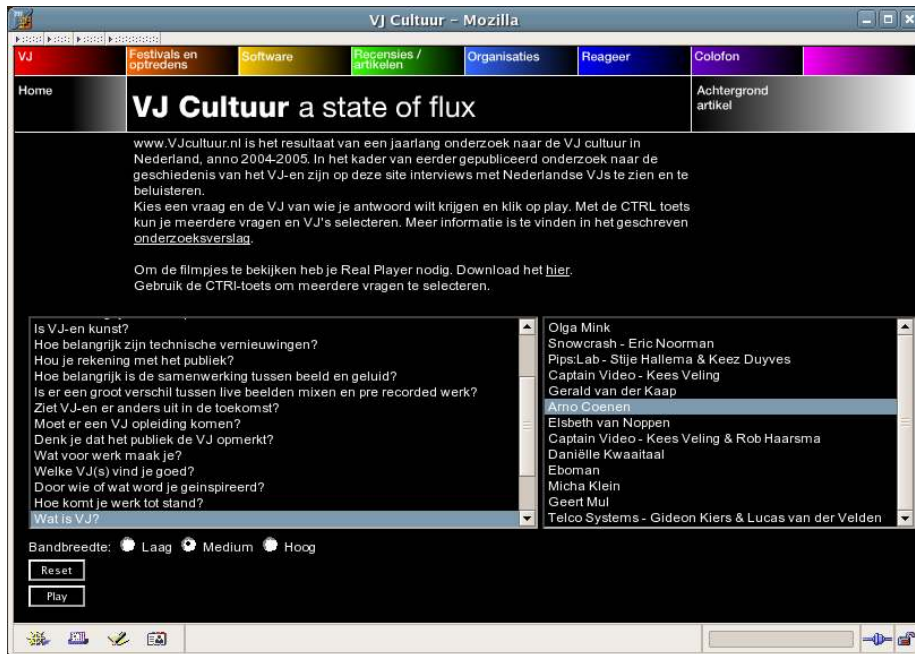 VJ Cultuur – Mozilla
VJ
Festivals en
optredens
Software
Recensies /
artikelen
Organisaties
Reageer
Colofon
Home
VJ Cultuur a state of flux
Achtergrond
artikel
www.VJcultuur.nl is het resultaat van een jaarlang onderzoek naar de VJ cultuur in
Nederland, anno 2004-2005. In het kader van eerder gepubliceerd onderzoek naar de
geschiedenis van het VJ-en zijn op deze site interviews met Nederlandse VJs te zien en te
beluisteren.
Kies een vraag en de VJ van wie je antwoord wilt krijgen en klik op play. Met de CTRL toets
kun je meerdere vragen en VJ's selecteren. Meer informatie is te vinden in het geschreven
onderzoeksverslag.
Om de filmpjes te bekijken heb je Real Player nodig. Download het hier.
Gebruik de CTRl-toets om meerdere vragen te selecteren.
Is VJ-en kunst?
Hoe belangrijk zijn technische vernieuwingen?
Hou je rekening met het publiek?
Hoe belangrijk is de samenwerking tussen beeld en geluid?
Is er een groot verschil tussen live beelden mixen en pre recorded werk?
Ziet VJ-en er anders uit in de toekomst?
Moet er een VJ opleiding komen?
Denk je dat het publiek de VJ opmerkt?
Wat voor werk maak je?
Welke VJ(s) vind je goed?
Door wie of wat word je geinspireerd?
Hoe komt je werk tot stand?
Wat is VJ?
Olga Mink
Snowcrash - Eric Noorman
Pips:Lab - Stije Hallema & Keez Duyves
Captain Video - Kees Veling
Gerald van der Kaap
Arno Coenen
Elsbeth van Noppen
Captain Video - Kees Veling & Rob Haarsma
Daniëlle Kwaaitaal
Eboman
Micha Klein
Geert Mul
Telco Systems - Gideon Kiers & Lucas van der Velden
Bandbreedte: Laag Medium Hoog
Reset
Play